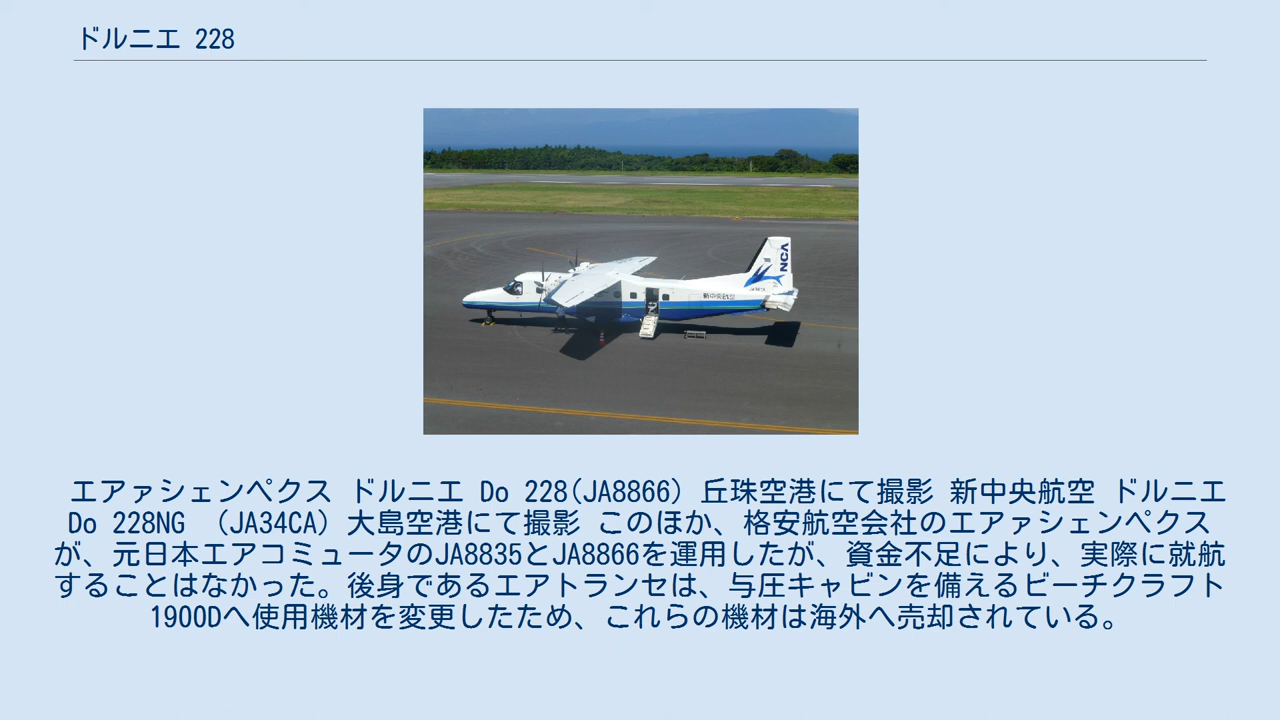 ドルニエ 228
NCA
新中央航空
エアァシェンペクス ドルニエ Do 228(JA8866) 丘珠空港にて撮影 新中央航空 ドルニエ
Do 228NG （JA34CA）大島空港にて撮影 このほか、格安航空会社のエアァシェンペクス
が、元日本エアコミュータのJA8835とJA8866を運用したが、資金不足により、実際に就航
することはなかった。後身であるエアトランセは、与圧キャビンを備えるビーチクラフト
1900Dへ使用機材を変更したため、これらの機材は海外へ売却されている。